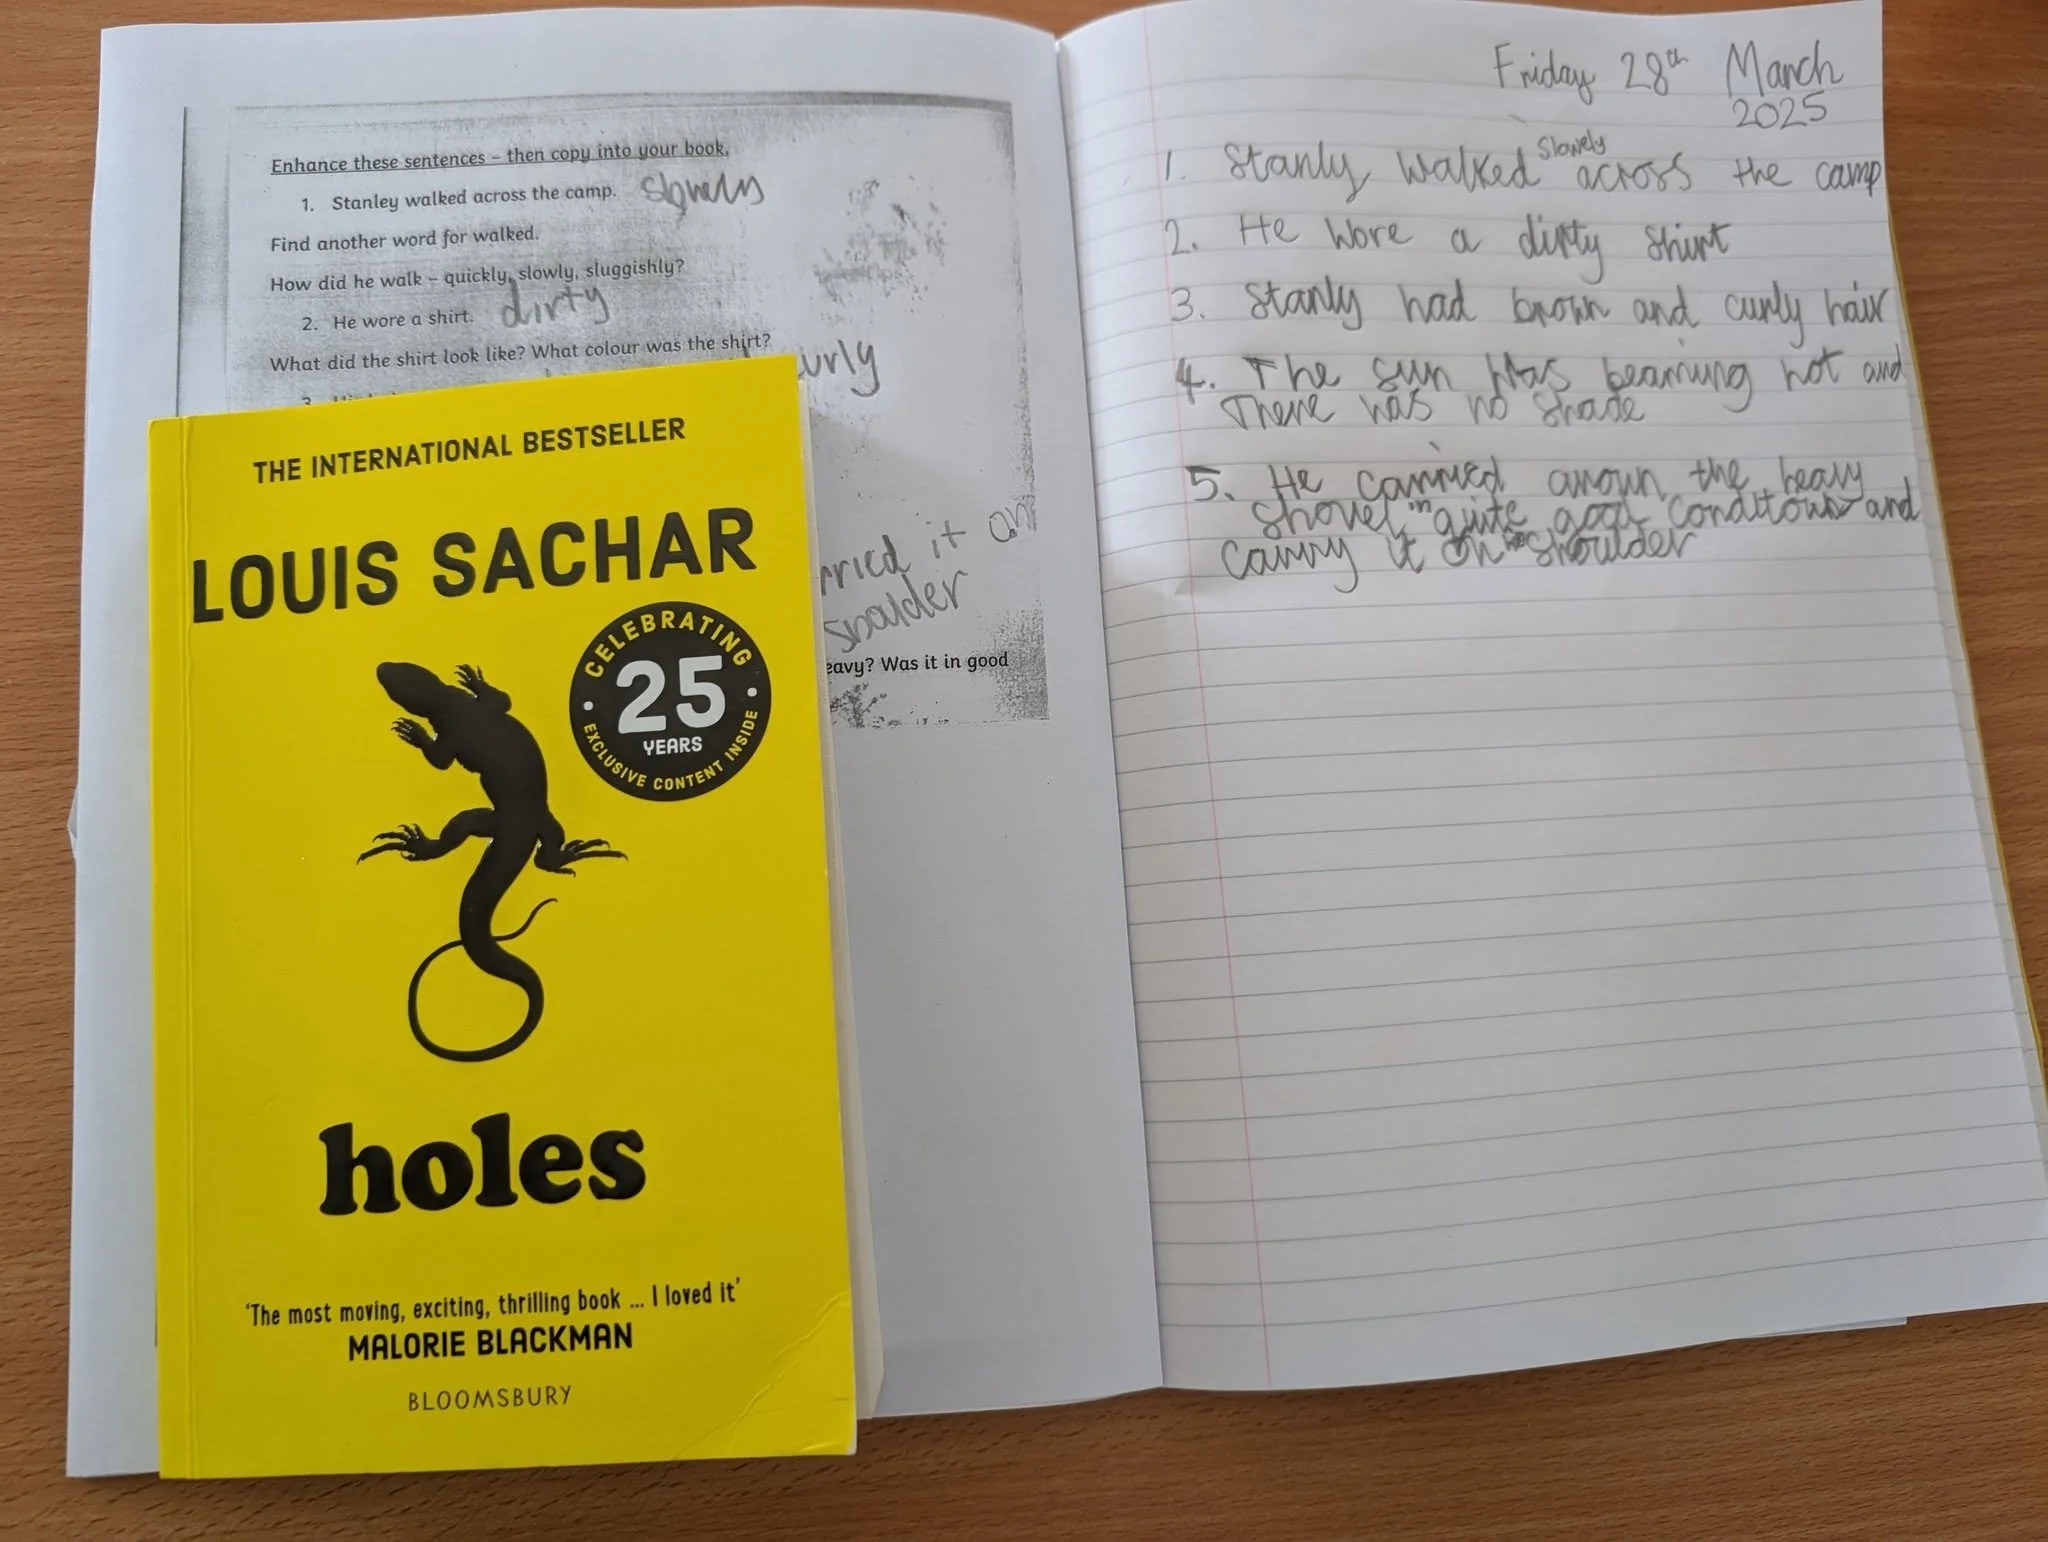 Enhance these sentences – then copy into your book.
1. Stanley walked across the camp. slowely
Find another word for walked.
How did he walk – quickly, slowly, sluggishly?
2. He wore a shirt. dirty
What did the shirt look like? What colour was the shirt?
urly
rried it on
shoulder
eavy? Was it in good
THE INTERNATIONAL BESTSELLER
LOUIS SACHAR
CELEBRATING
25
YEARS
EXCLUSIVE CONTENT INSIDE
holes
‘The most moving, exciting, thrilling book ... I loved it’
MALORIE BLACKMAN
BLOOMSBURY
Friday 28th March
2025
1. Stanly walked slowely across the camp
2. He wore a dirty shirt
3. Stanly had brown and curly hair
4. The sun was beaming hot and
There was no shade
5. He carried aroun the heavy
shovel in quite good conditions and
carry it on shoulder